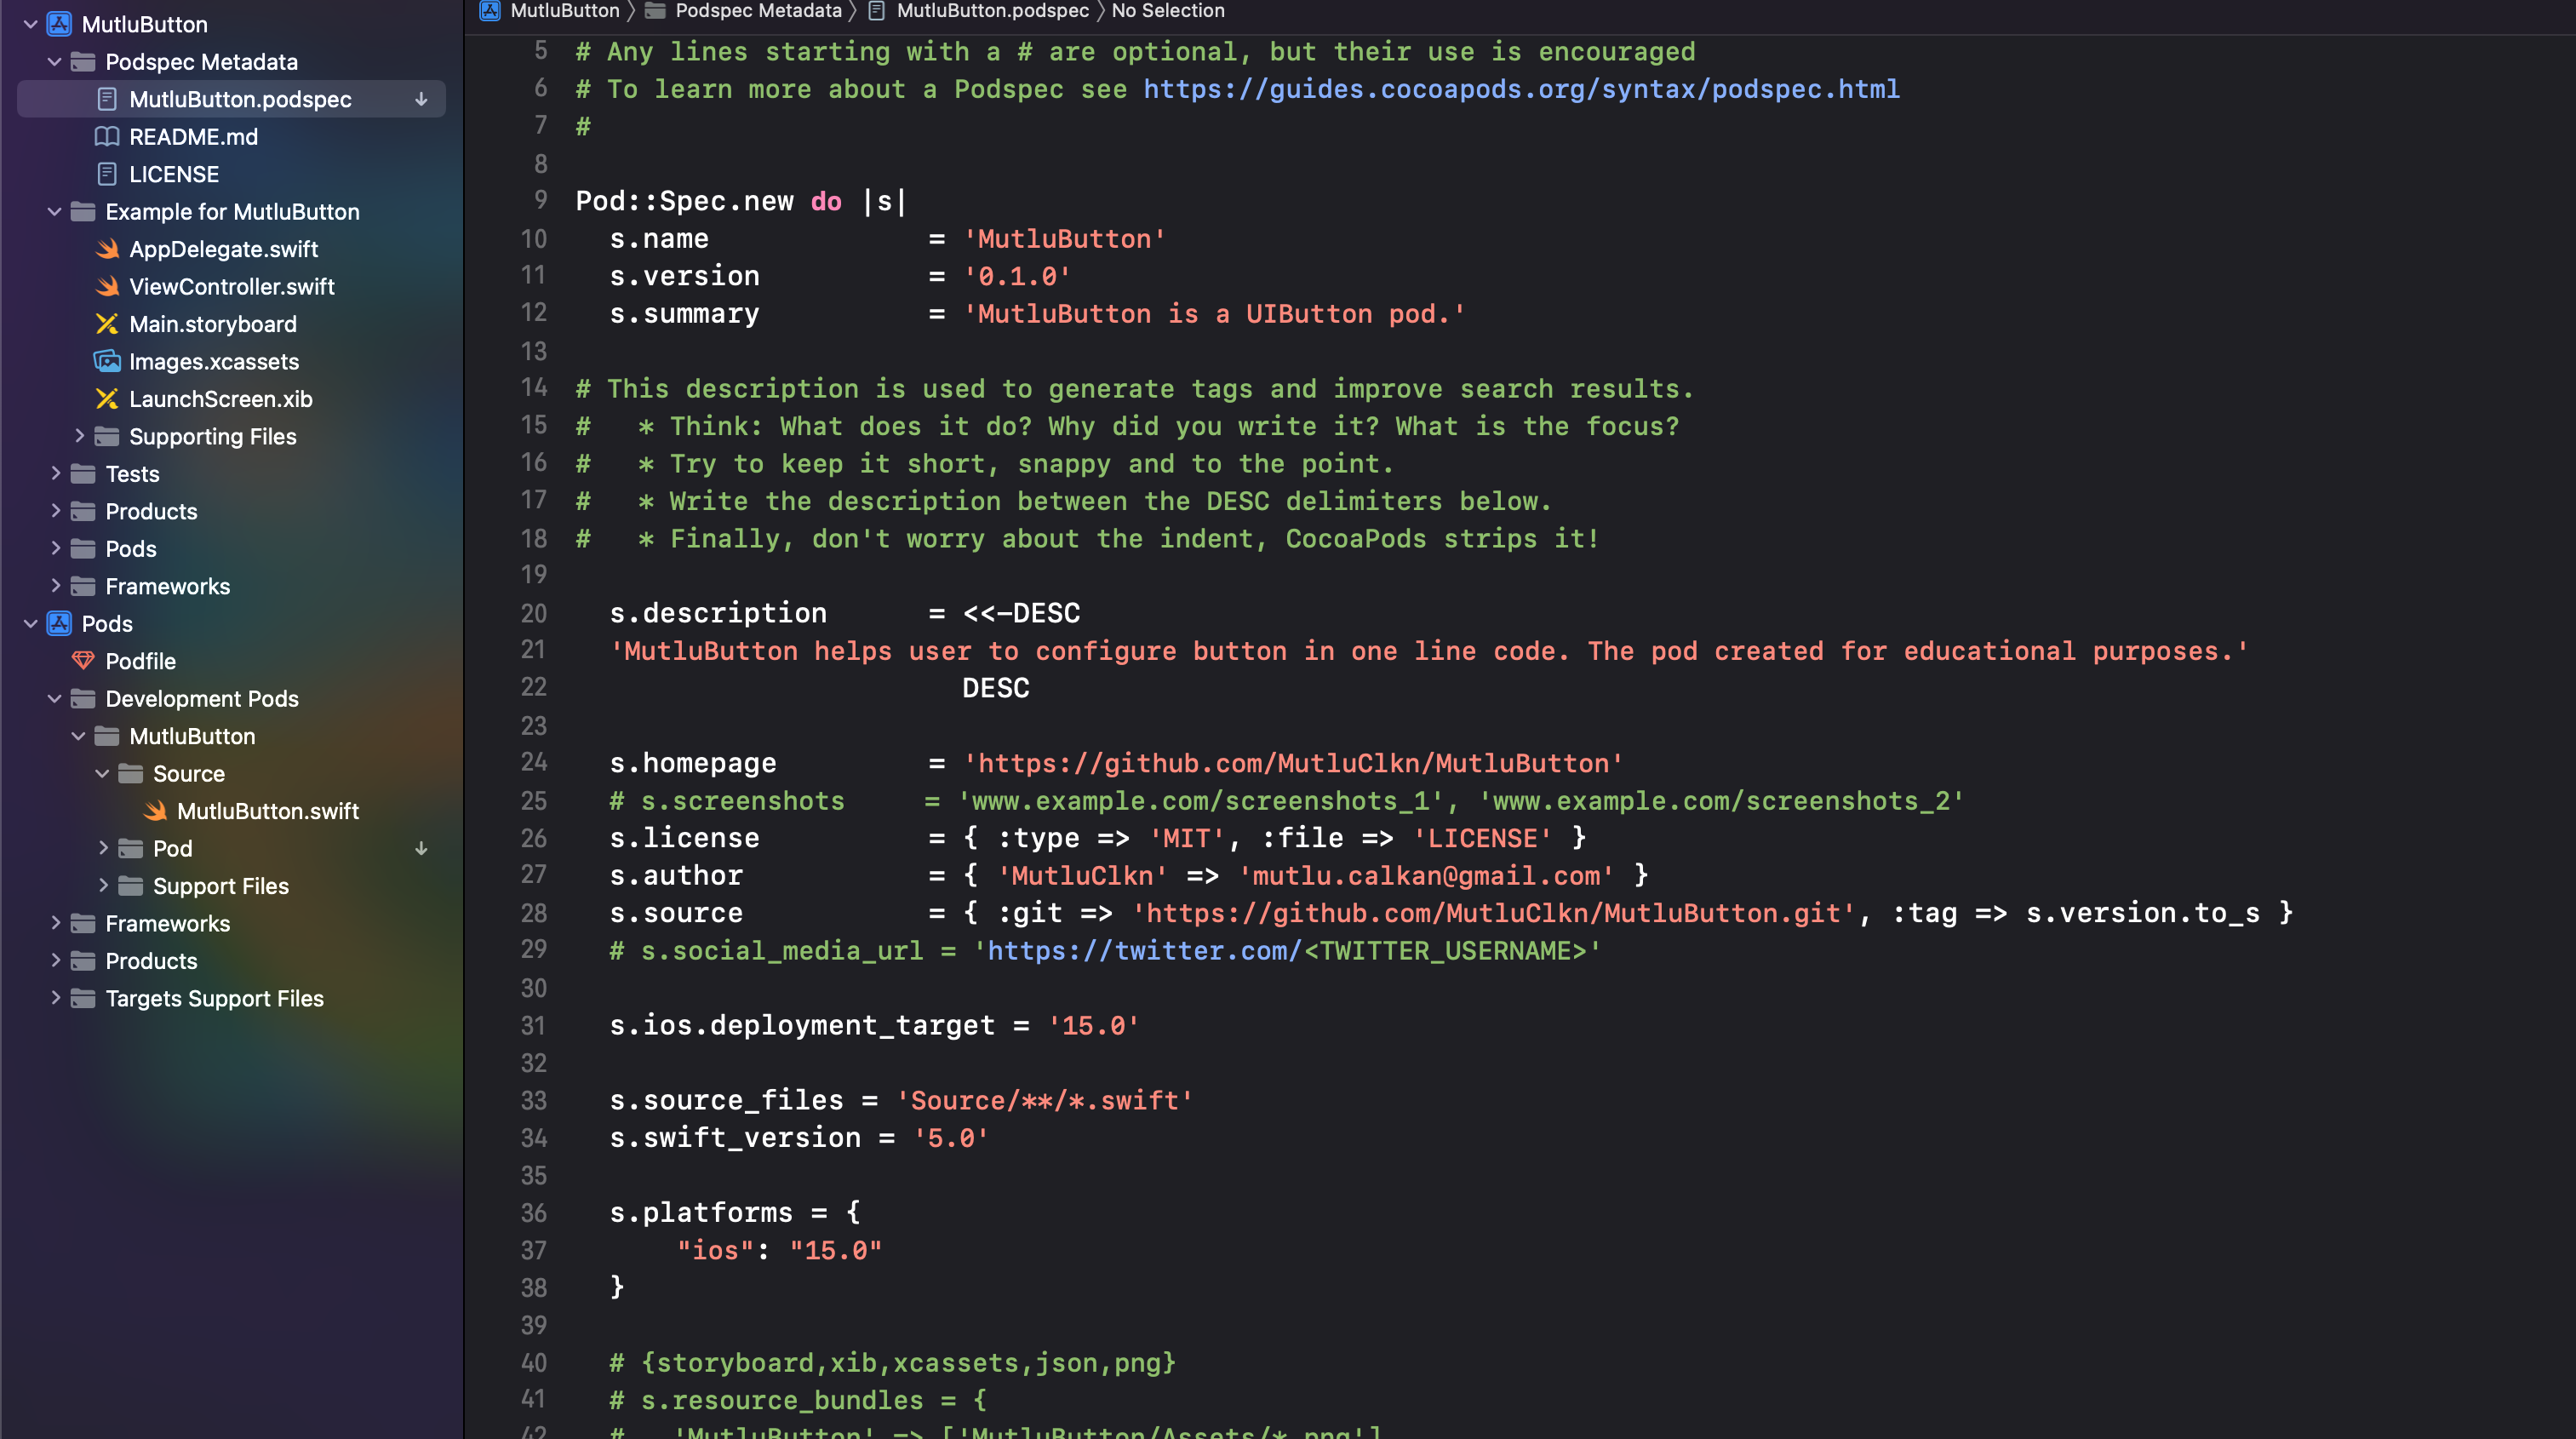 MutluButton
Podspec Metadata
MutluButton.podspec
README.md
LICENSE
Example for MutluButton
AppDelegate.swift
ViewController.swift
Main.storyboard
Images.xcassets
LaunchScreen.xib
Supporting Files
Tests
Products
Pods
Frameworks
Pods
Podfile
Development Pods
MutluButton
Source
MutluButton.swift
Pod
Support Files
Frameworks
Products
Targets Support Files
MutluButton 〉 Podspec Metadata 〉 MutluButton.podspec 〉 No Selection
5 # Any lines starting with a # are optional, but their use is encouraged
6 # To learn more about a Podspec see https://guides.cocoapods.org/syntax/podspec.html
7 #
8
9 Pod::Spec.new do |s|
10   s.name             = 'MutluButton'
11   s.version          = '0.1.0'
12   s.summary          = 'MutluButton is a UIButton pod.'
13
14 # This description is used to generate tags and improve search results.
15 #   * Think: What does it do? Why did you write it? What is the focus?
16 #   * Try to keep it short, snappy and to the point.
17 #   * Write the description between the DESC delimiters below.
18 #   * Finally, don't worry about the indent, CocoaPods strips it!
19
20   s.description      = <<-DESC
21   'MutluButton helps user to configure button in one line code. The pod created for educational purposes.'
22                        DESC
23
24   s.homepage         = 'https://github.com/MutluClkn/MutluButton'
25   # s.screenshots     = 'www.example.com/screenshots_1', 'www.example.com/screenshots_2'
26   s.license          = { :type => 'MIT', :file => 'LICENSE' }
27   s.author           = { 'MutluClkn' => 'mutlu.calkan@gmail.com' }
28   s.source           = { :git => 'https://github.com/MutluClkn/MutluButton.git', :tag => s.version.to_s }
29   # s.social_media_url = 'https://twitter.com/<TWITTER_USERNAME>'
30
31   s.ios.deployment_target = '15.0'
32
33   s.source_files = 'Source/**/*.swift'
34   s.swift_version = '5.0'
35
36   s.platforms = {
37       "ios": "15.0"
38   }
39
40   # {storyboard,xib,xcassets,json,png}
41   # s.resource_bundles = {
42   #   'MutluButton' => ['MutluButton/Assets/*.png']